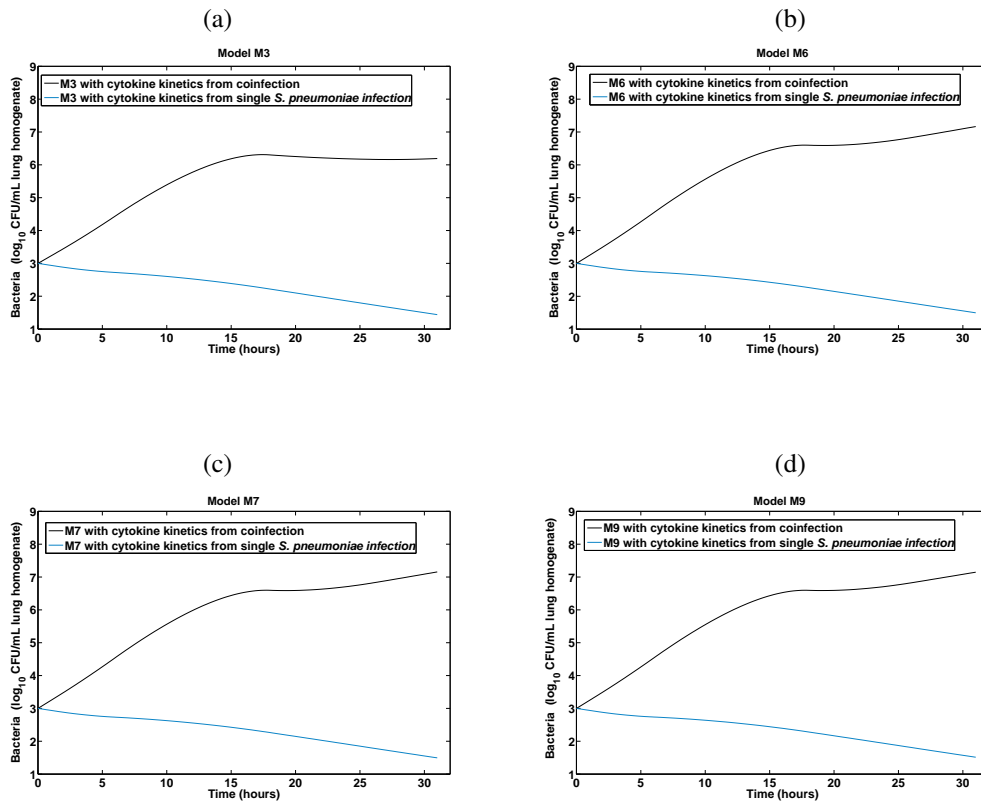 (a)
Model M3
M3 with cytokine kinetics from coinfection
M3 with cytokine kinetics from single S. pneumoniae infection
Bacteria (log10 CFU/mL lung homogenate)
9
8
7
6
5
4
3
2
1
0 5 10 15 20 25 30
Time (hours)
(b)
Model M6
M6 with cytokine kinetics from coinfection
M6 with cytokine kinetics from single S. pneumoniae infection
Bacteria (log10 CFU/mL lung homogenate)
9
8
7
6
5
4
3
2
1
0 5 10 15 20 25 30
Time (hours)
(c)
Model M7
M7 with cytokine kinetics from coinfection
M7 with cytokine kinetics from single S. pneumoniae infection
Bacteria (log10 CFU/mL lung homogenate)
9
8
7
6
5
4
3
2
1
0 5 10 15 20 25 30
Time (hours)
(d)
Model M9
M9 with cytokine kinetics from coinfection
M9 with cytokine kinetics from single S. pneumoniae infection
Bacteria (log10 CFU/mL lung homogenate)
9
8
7
6
5
4
3
2
1
0 5 10 15 20 25 30
Time (hours)